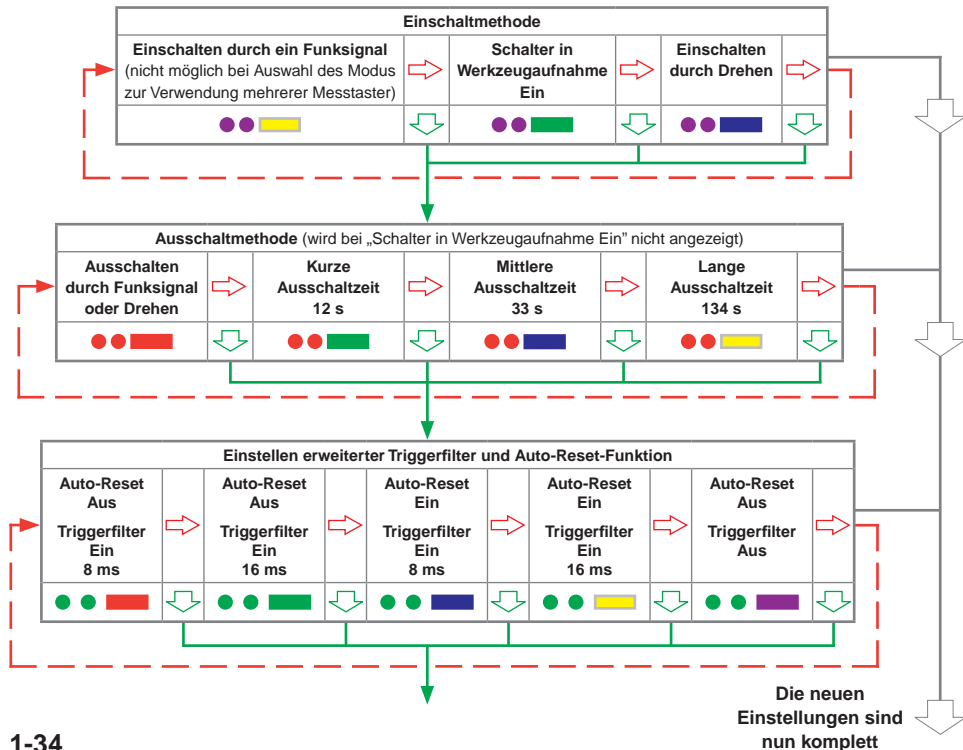 Einschaltmethode
Einschalten durch ein Funksignal
(nicht möglich bei Auswahl des Modus
zur Verwendung mehrerer Messtaster)
Schalter in
Werkzeugaufnahme
Ein
Einschalten
durch Drehen
Ausschaltmethode (wird bei „Schalter in Werkzeugaufnahme Ein" nicht angezeigt)
Ausschalten
durch Funksignal
oder Drehen
Kurze
Ausschaltzeit
12 s
Mittlere
Ausschaltzeit
33 s
Lange
Ausschaltzeit
134 s
Einstellen erweiterter Triggerfilter und Auto-Reset-Funktion
Auto-Reset
Aus
Triggerfilter
Ein
8 ms
Auto-Reset
Aus
Triggerfilter
Ein
16 ms
Auto-Reset
Ein
Triggerfilter
Ein
8 ms
Auto-Reset
Ein
Triggerfilter
Ein
16 ms
Auto-Reset
Aus
Triggerfilter
Aus
Die neuen
Einstellungen sind
nun komplett
1-34